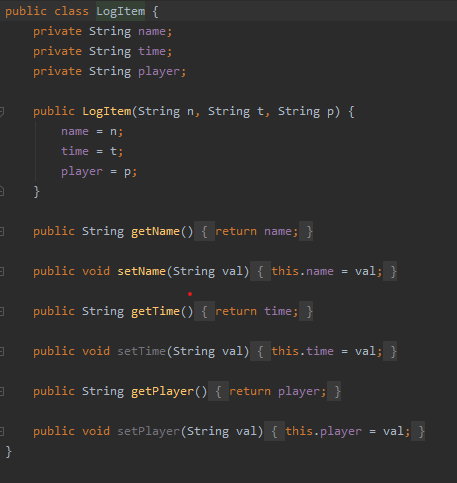 public class LogItem {
private String name;
private String time;
private String player;
public LogItem(String n, String t, String p) {
name = n;
time = t;
player = p;
}
public String getName() { return name; }
public void setName(String val) { this.name = val; }
public String getTime() { return time; }
public void setTime(String val) { this.time = val; }
public String getPlayer() { return player; }
public void setPlayer(String val) { this.player = val; }
}